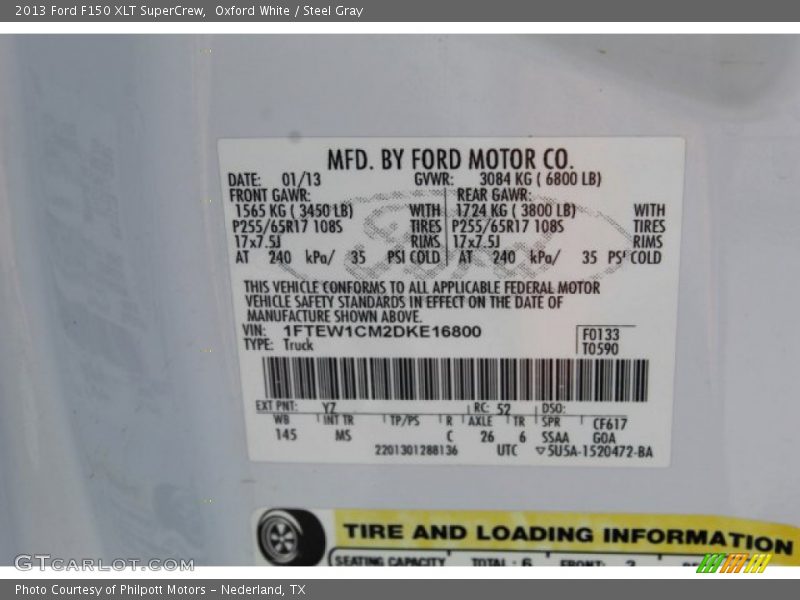 2013 Ford F150 XLT SuperCrew,  Oxford White / Steel Gray
MFD. BY FORD MOTOR CO.
DATE: 01/13 GVWR: 3084 KG ( 6800 LB)
FRONT GAWR: REAR GAWR:
1565 KG ( 3450 LB) WITH 1724 KG ( 3800 LB) WITH
P255/65R17 108S TIRES P255/65R17 108S TIRES
17x7.5J RIMS 17x7.5J RIMS
AT 240 kPa/ 35 PSI COLD AT 240 kPa/ 35 PSI COLD
THIS VEHICLE CONFORMS TO ALL APPLICABLE FEDERAL MOTOR
VEHICLE SAFETY STANDARDS IN EFFECT ON THE DATE OF
MANUFACTURE SHOWN ABOVE.
VIN: 1FTEW1CM2DKE16800 F0133
TYPE: Truck T0590
EXT PNT: YZ RC: 52 DSO:
WB INT TR TP/PS R AXLE TR SPR CF617
145 MS C 26 6 SSAA GOA
2201301288136 UTC ▽5U5A-1520472-BA
Ford
TIRE AND LOADING INFORMATION
SEATING CAPACITY TOTAL : 6 FRONT:
GTCARLOT.COM
Photo Courtesy of Philpott Motors – Nederland, TX